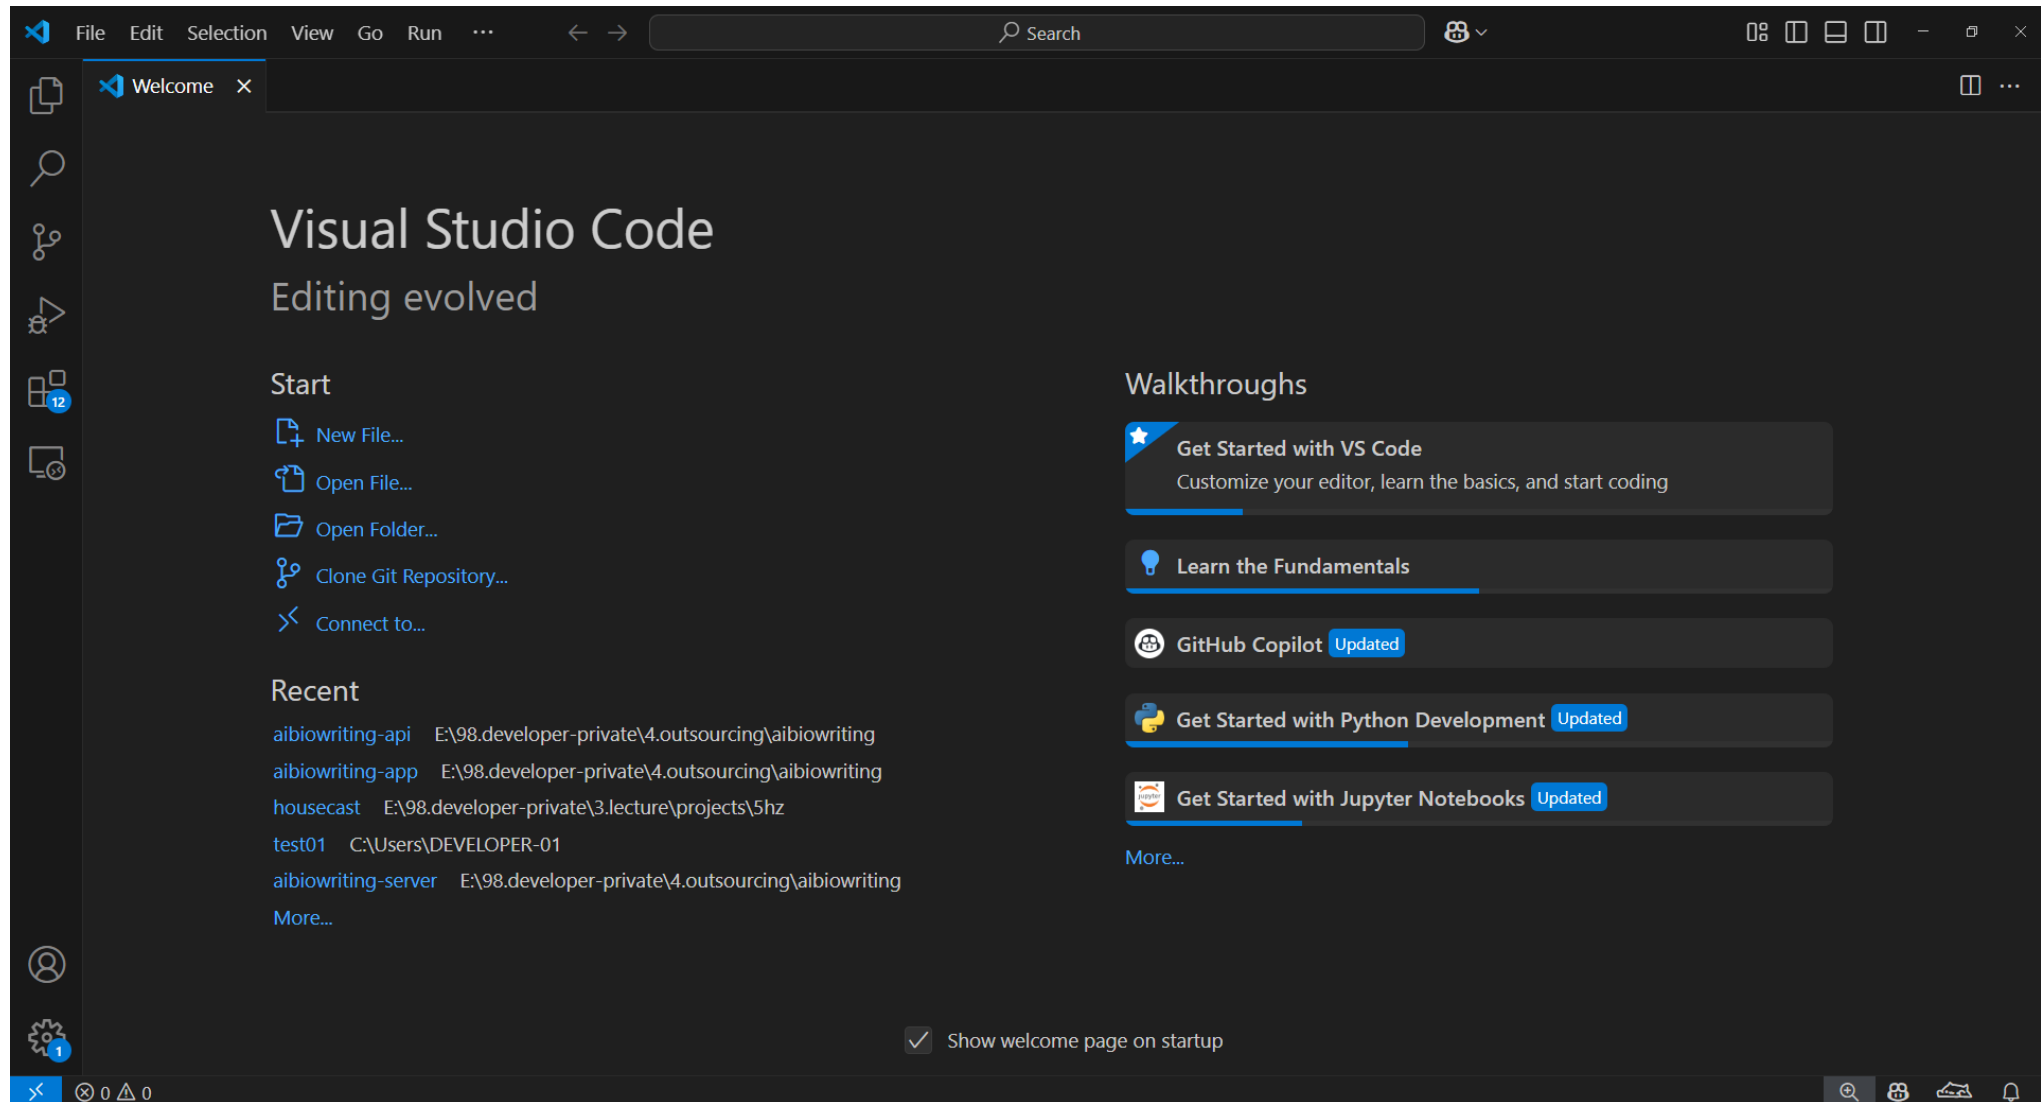 File Edit Selection View Go Run ...
Search
Welcome
Visual Studio Code
Editing evolved
Start
New File...
Open File...
Open Folder...
Clone Git Repository...
Connect to...
Recent
aibiowriting-api E:\98.developer-private\4.outsourcing\aibiowriting
aibiowriting-app E:\98.developer-private\4.outsourcing\aibiowriting
housecast E:\98.developer-private\3.lecture\projects\5hz
test01 C:\Users\DEVELOPER-01
aibiowriting-server E:\98.developer-private\4.outsourcing\aibiowriting
More...
Walkthroughs
Get Started with VS Code
Customize your editor, learn the basics, and start coding
Learn the Fundamentals
GitHub Copilot Updated
Get Started with Python Development Updated
jupyter
Get Started with Jupyter Notebooks Updated
More...
12
1
Show welcome page on startup
0 0